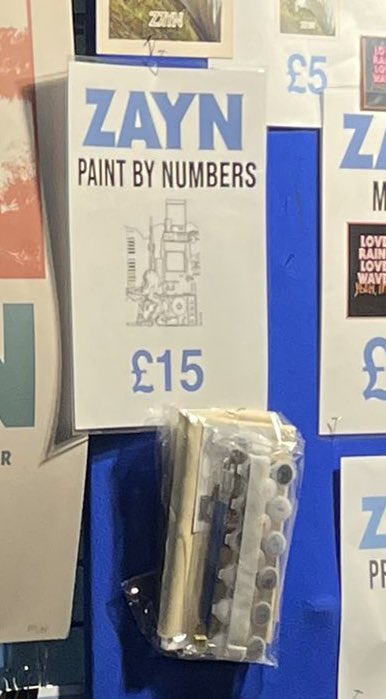 ZAYN
£5
ZAYN
PAINT BY NUMBERS
£15
LOVE
RAIN
LOVE
WAVE
£
N
R